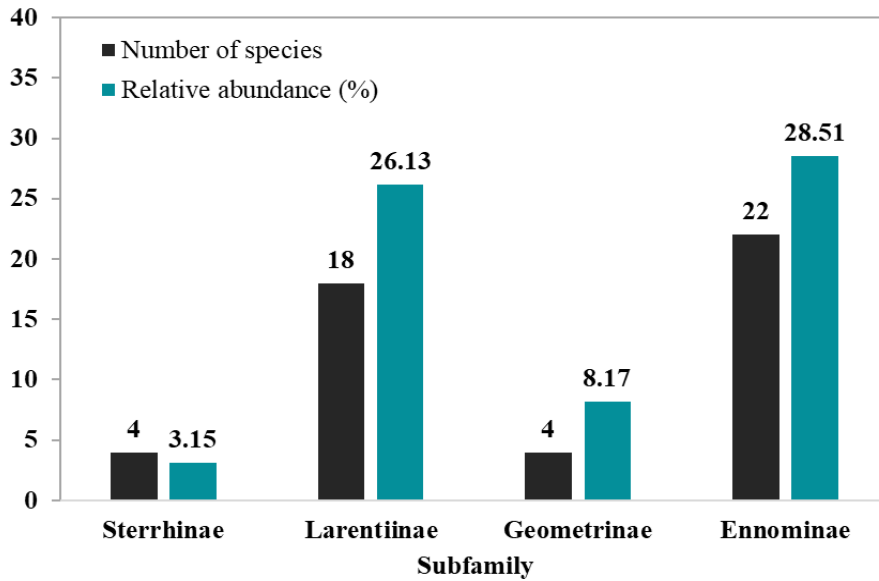 40
35
30
25
20
15
10
5
0
Number of species
Relative abundance (%)
4
3.15
18
26.13
4
8.17
22
28.51
Sterrhinae
Larentiinae
Geometrinae
Ennominae
Subfamily